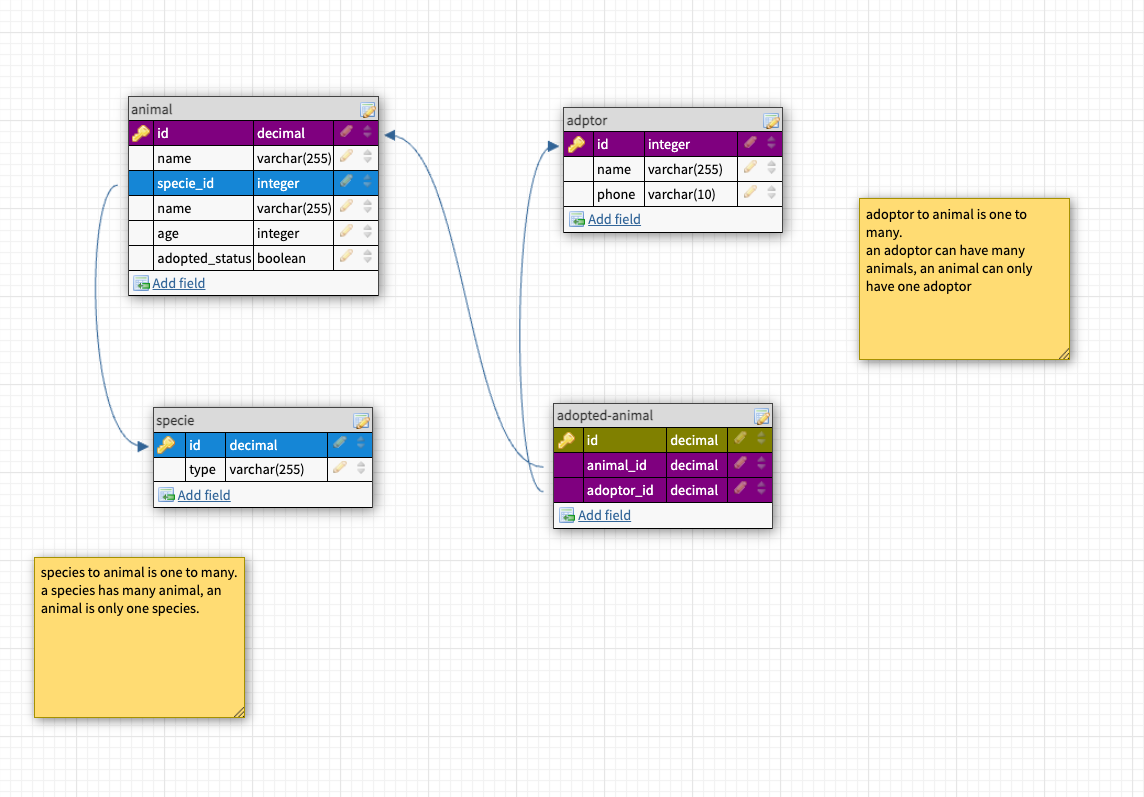 animal
id decimal
name varchar(255)
specie_id integer
name varchar(255)
age integer
adopted_status boolean
Add field
adptor
id integer
name varchar(255)
phone varchar(10)
Add field
adoptor to animal is one to
many.
an adoptor can have many
animals, an animal can only
have one adoptor
specie
id decimal
type varchar(255)
Add field
adopted-animal
id decimal
animal_id decimal
adoptor_id decimal
Add field
species to animal is one to many.
a species has many animal, an
animal is only one species.